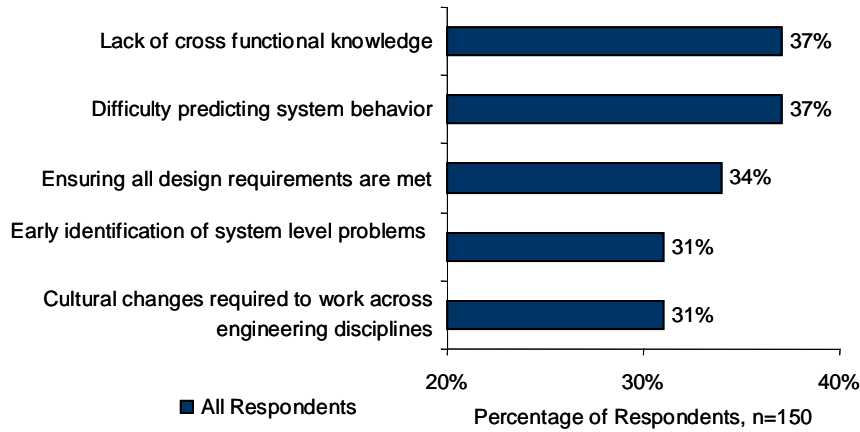 Lack of cross functional knowledge 37%
Difficulty predicting system behavior 37%
Ensuring all design requirements are met 34%
Early identification of system level problems 31%
Cultural changes required to work across
engineering disciplines 31%
20% 30% 40%
All Respondents
Percentage of Respondents, n=150